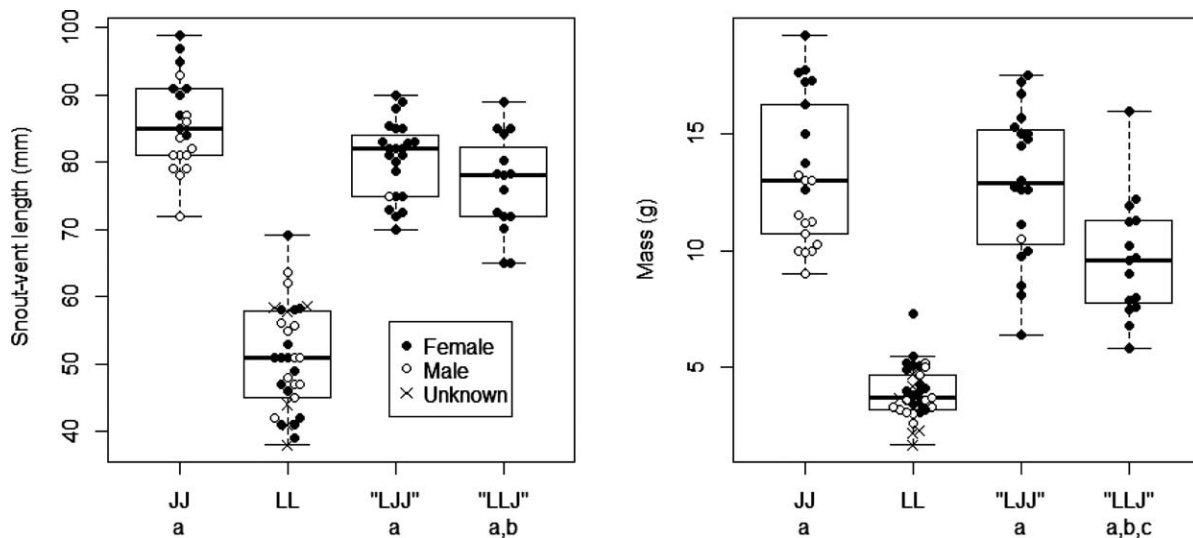 Snout-vent length (mm)
100
90
80
70
60
50
40
Female
Male
Unknown
JJ LL "LJJ" "LLJ"
a a a,b
Mass (g)
15
10
5
JJ LL "LJJ" "LLJ"
a a a,b,c